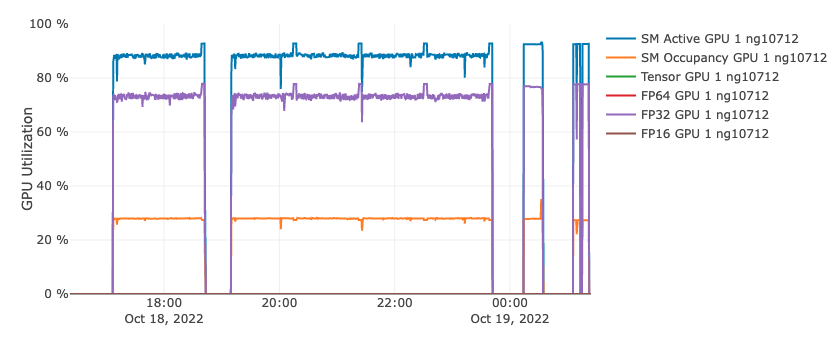 100 %
80 %
60 %
40 %
20 %
0 %
GPU Utilization
18:00
Oct 18, 2022
20:00
22:00
00:00
Oct 19, 2022
SM Active GPU 1 ng10712
SM Occupancy GPU 1 ng10712
Tensor GPU 1 ng10712
FP64 GPU 1 ng10712
FP32 GPU 1 ng10712
FP16 GPU 1 ng10712